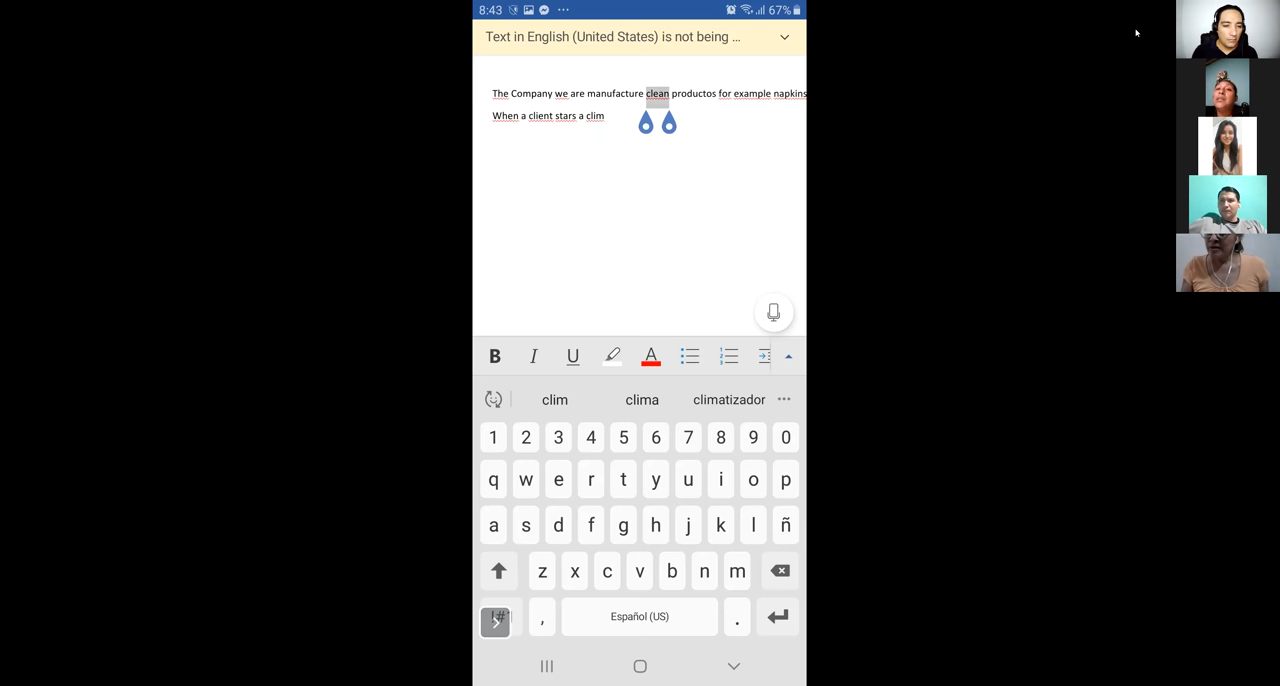 8:43 67%
Text in English (United States) is not being ...
The Company we are manufacture clean productos for example napkins
When a client stars a clim
B I U A
clim clima climatizador
1 2 3 4 5 6 7 8 9 0
q w e r t y u i o p
a s d f g h j k l ñ
z x c v b n m
, Español (US) .